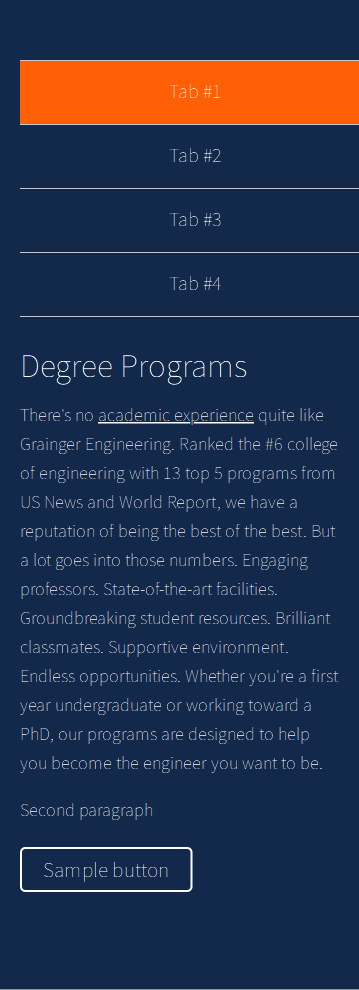 Tab #1
Tab #2
Tab #3
Tab #4
Degree Programs
There's no academic experience quite like
Grainger Engineering. Ranked the #6 college
of engineering with 13 top 5 programs from
US News and World Report, we have a
reputation of being the best of the best. But
a lot goes into those numbers. Engaging
professors. State-of-the-art facilities.
Groundbreaking student resources. Brilliant
classmates. Supportive environment.
Endless opportunities. Whether you're a first
year undergraduate or working toward a
PhD, our programs are designed to help
you become the engineer you want to be.
Second paragraph
Sample button